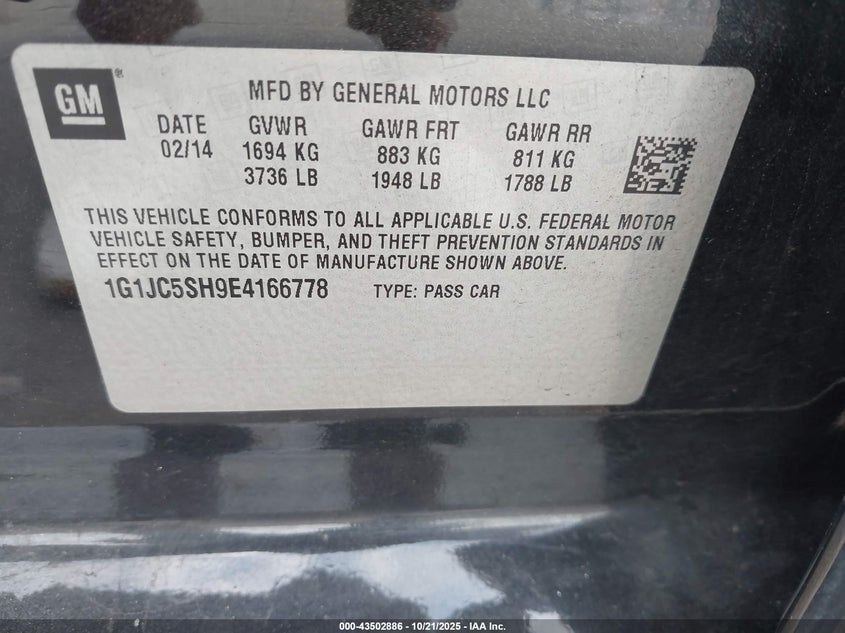 GM®
MFD BY GENERAL MOTORS LLC
DATE GVWR GAWR FRT GAWR RR
02/14 1694 KG 883 KG 811 KG
3736 LB 1948 LB 1788 LB
THIS VEHICLE CONFORMS TO ALL APPLICABLE U.S. FEDERAL MOTOR
VEHICLE SAFETY, BUMPER, AND THEFT PREVENTION STANDARDS IN
EFFECT ON THE DATE OF MANUFACTURE SHOWN ABOVE.
1G1JC5SH9E4166778 TYPE: PASS CAR
000-43502886 - 10/21/2025 - IAA Inc.